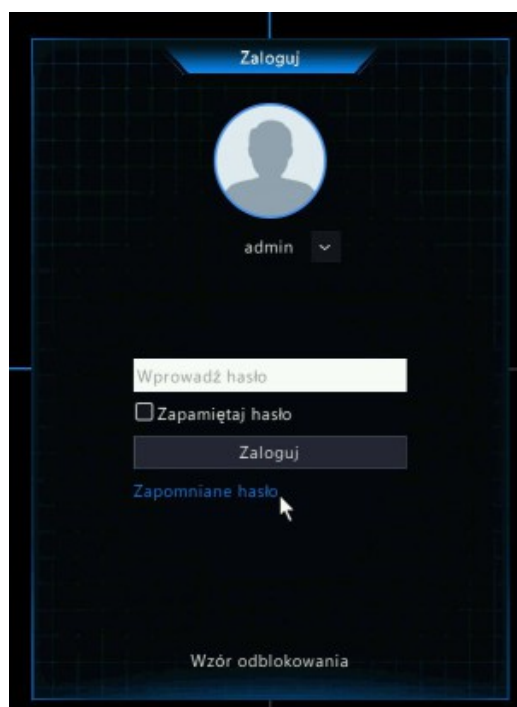 Zaloguj
admin
Wprowadź hasło
Zapamiętaj hasło
Zaloguj
Zapomniane hasło
Wzór odblokowania